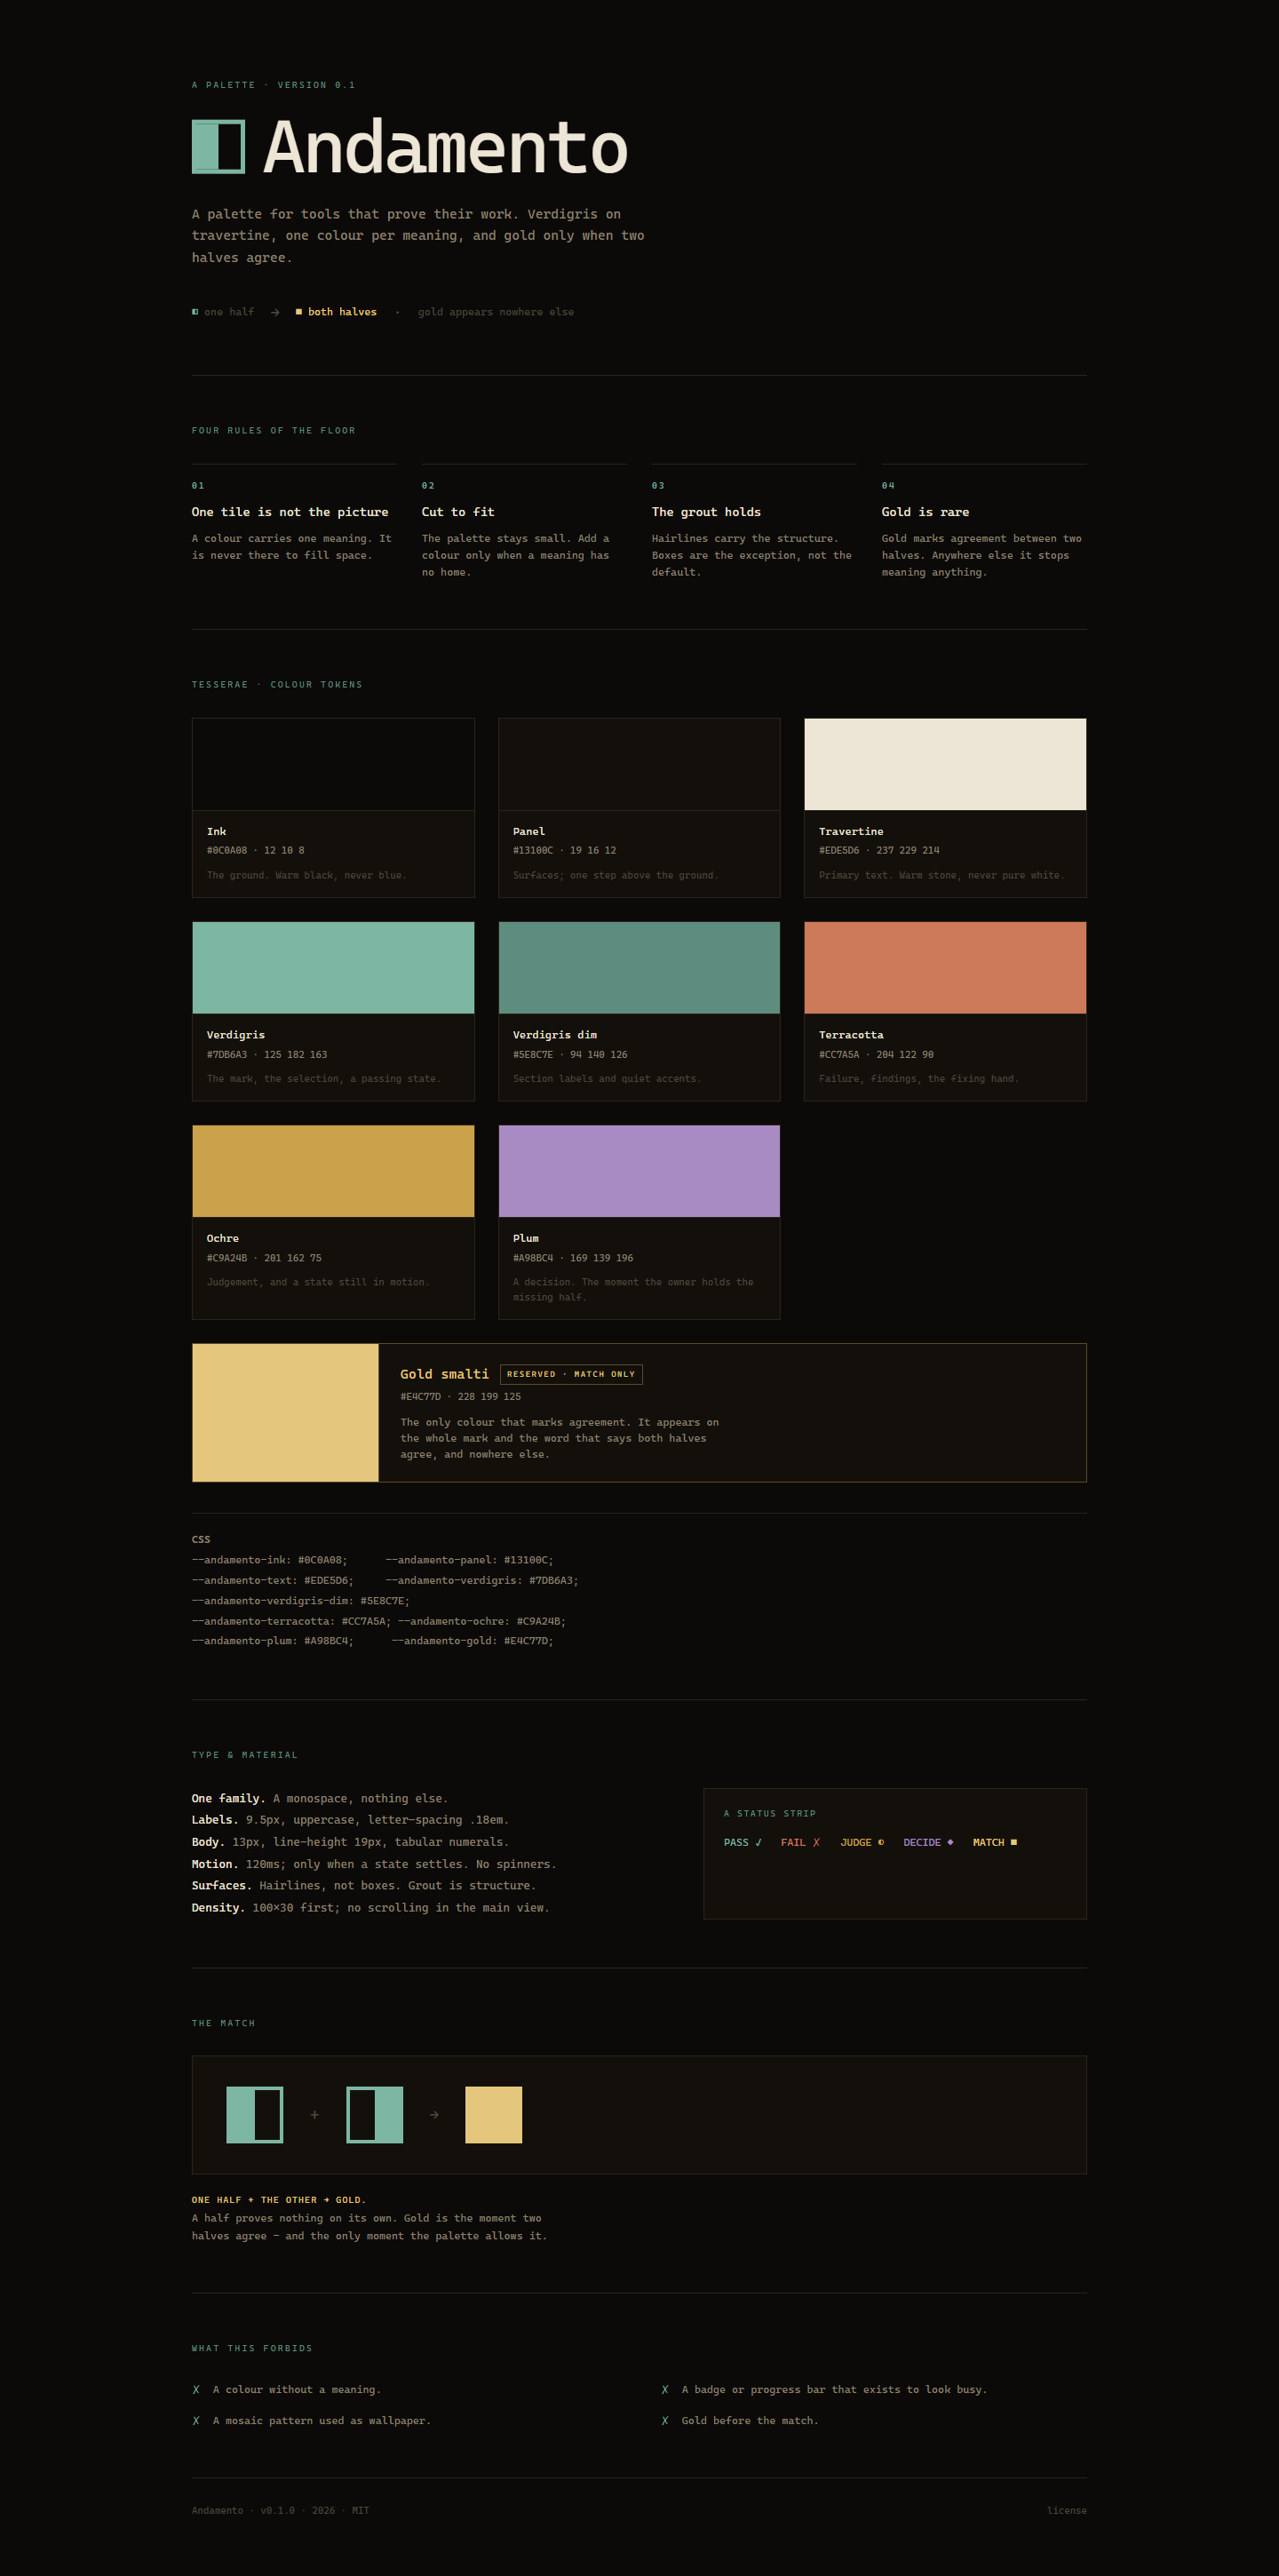 A PALETTE · VERSION 0.1
Andamento
A palette for tools that prove their work. Verdigris on
travertine, one colour per meaning, and gold only when two
halves agree.
◧ one half → ■ both halves · gold appears nowhere else
FOUR RULES OF THE FLOOR
01
One tile is not the picture
A colour carries one meaning. It
is never there to fill space.
02
Cut to fit
The palette stays small. Add a
colour only when a meaning has
no home.
03
The grout holds
Hairlines carry the structure.
Boxes are the exception, not the
default.
04
Gold is rare
Gold marks agreement between two
halves. Anywhere else it stops
meaning anything.
TESSERAE · COLOUR TOKENS
Ink
#0C0A08 · 12 10 8
The ground. Warm black, never blue.
Panel
#13100C · 19 16 12
Surfaces; one step above the ground.
Travertine
#EDE5D6 · 237 229 214
Primary text. Warm stone, never pure white.
Verdigris
#7DB6A3 · 125 182 163
The mark, the selection, a passing state.
Verdigris dim
#5E8C7E · 94 140 126
Section labels and quiet accents.
Terracotta
#CC7A5A · 204 122 90
Failure, findings, the fixing hand.
Ochre
#C9A24B · 201 162 75
Judgement, and a state still in motion.
Plum
#A98BC4 · 169 139 196
A decision. The moment the owner holds the
missing half.
Gold smalti RESERVED · MATCH ONLY
#E4C77D · 228 199 125
The only colour that marks agreement. It appears on
the whole mark and the word that says both halves
agree, and nowhere else.
CSS
--andamento-ink: #0C0A08; --andamento-panel: #13100C;
--andamento-text: #EDE5D6; --andamento-verdigris: #7DB6A3;
--andamento-verdigris-dim: #5E8C7E;
--andamento-terracotta: #CC7A5A; --andamento-ochre: #C9A24B;
--andamento-plum: #A98BC4; --andamento-gold: #E4C77D;
TYPE & MATERIAL
One family. A monospace, nothing else.
Labels. 9.5px, uppercase, letter-spacing .18em.
Body. 13px, line-height 19px, tabular numerals.
Motion. 120ms; only when a state settles. No spinners.
Surfaces. Hairlines, not boxes. Grout is structure.
Density. 100×30 first; no scrolling in the main view.
A STATUS STRIP
PASS ✓ FAIL ✗ JUDGE ◐ DECIDE ◆ MATCH ■
THE MATCH
+ →
ONE HALF + THE OTHER → GOLD.
A half proves nothing on its own. Gold is the moment two
halves agree — and the only moment the palette allows it.
WHAT THIS FORBIDS
✗ A colour without a meaning.
✗ A badge or progress bar that exists to look busy.
✗ A mosaic pattern used as wallpaper.
✗ Gold before the match.
Andamento · v0.1.0 · 2026 · MIT
license